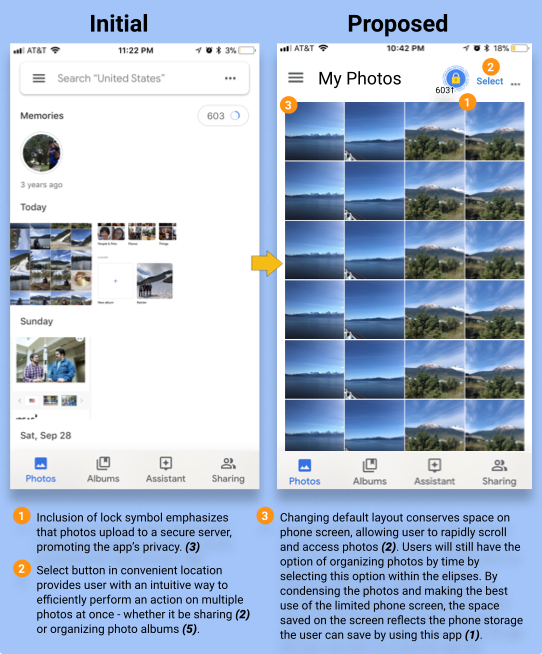 Initial
Proposed
AT&T 11:22 PM 3%
Search “United States”
Memories
603
3 years ago
Today
People & Pets Places Things
New album
Sunday
Sat, Sep 28
Photos Albums Assistant Sharing
AT&T 10:42 PM 18%
2
My Photos
Select
603↑
1
3
Photos Albums Assistant Sharing
1 Inclusion of lock symbol emphasizes
that photos upload to a secure server,
promoting the app’s privacy. (3)
2 Select button in convenient location
provides user with an intuitive way to
efficiently perform an action on multiple
photos at once - whether it be sharing (2)
or organizing photo albums (5).
3 Changing default layout conserves space on
phone screen, allowing user to rapidly scroll
and access photos (2). Users will still have the
option of organizing photos by time by
selecting this option within the elipses. By
condensing the photos and making the best
use of the limited phone screen, the space
saved on the screen reflects the phone storage
the user can save by using this app (1).